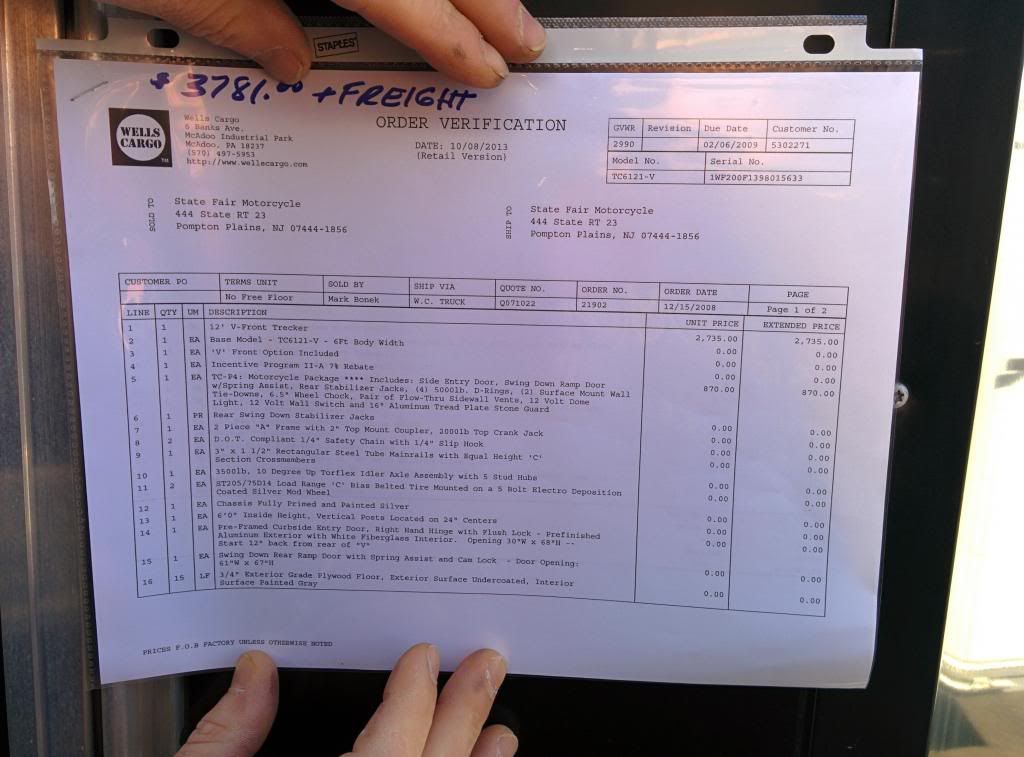 STAPLES
$ 3781.00 + FREIGHT
WELLS
CARGO
TM
Wells Cargo
6 Banks Ave.
McAdoo Industrial Park
McAdoo, PA 18237
(570) 497-5953
http://www.wellscargo.com
ORDER VERIFICATION
DATE: 10/08/2013
(Retail Version)
GVWR Revision Due Date Customer No.
2990 02/06/2009 5302271
Model No. Serial No.
TC6121-V 1WF200F1398015633
SOLD TO
State Fair Motorcycle
444 State RT 23
Pompton Plains, NJ 07444-1856
SHIP TO
State Fair Motorcycle
444 State RT 23
Pompton Plains, NJ 07444-1856
CUSTOMER PO TERMS UNIT SOLD BY SHIP VIA QUOTE NO. ORDER NO. ORDER DATE PAGE
No Free Floor Mark Bonek W.C. TRUCK Q071022 21902 12/15/2008 Page 1 of 2
LINE QTY UM DESCRIPTION UNIT PRICE EXTENDED PRICE
1 1 12' V-Front Trecker 2,735.00 2,735.00
2 1 EA Base Model - TC6121-V - 6Ft Body Width 0.00 0.00
3 1 EA 'V' Front Option Included 0.00 0.00
4 1 EA Incentive Program II-A 7% Rebate 0.00 0.00
5 1 EA TC-P4: Motorcycle Package **** Includes: Side Entry Door, Swing Down Ramp Door 870.00 870.00
w/Spring Assist, Rear Stabilizer Jacks, (4) 5000lb. D-Rings, (2) Surface Mount Wall
Tie-Downs, 6.5" Wheel Chock, Pair of Flow-Thru Sidewall Vents, 12 Volt Dome
Light, 12 Volt Wall Switch and 16" Aluminum Tread Plate Stone Guard
6 1 PR Rear Swing Down Stabilizer Jacks 0.00 0.00
7 1 EA 2 Piece "A" Frame with 2" Top Mount Coupler, 2000lb Top Crank Jack 0.00 0.00
8 2 EA D.O.T. Compliant 1/4" Safety Chain with 1/4" Slip Hook 0.00 0.00
9 1 EA 3" x 1 1/2" Rectangular Steel Tube Mainrails with Equal Height 'C' 0.00 0.00
Section Crossmembers
10 1 EA 3500lb, 10 Degree Up Torflex Idler Axle Assembly with 5 Stud Hubs 0.00 0.00
11 2 EA ST205/75D14 Load Range 'C' Bias Belted Tire Mounted on a 5 Bolt Electro Deposition 0.00 0.00
Coated Silver Mod Wheel
12 1 EA Chassis Fully Primed and Painted Silver 0.00 0.00
13 1 EA 6'0" Inside Height, Vertical Posts Located on 24" Centers 0.00 0.00
14 1 EA Pre-Framed Curbside Entry Door, Right Hand Hinge with Flush Lock - Prefinished 0.00 0.00
Aluminum Exterior with White Fiberglass Interior. Opening 30"W x 68"H --
Start 12" back from rear of "V"
15 1 EA Swing Down Rear Ramp Door with Spring Assist and Cam Lock - Door Opening: 0.00 0.00
61"W x 67"H
16 15 LF 3/4" Exterior Grade Plywood Floor, Exterior Surface Undercoated, Interior 0.00 0.00
Surface Painted Gray
PRICES F.O.B FACTORY UNLESS OTHERWISE NOTED